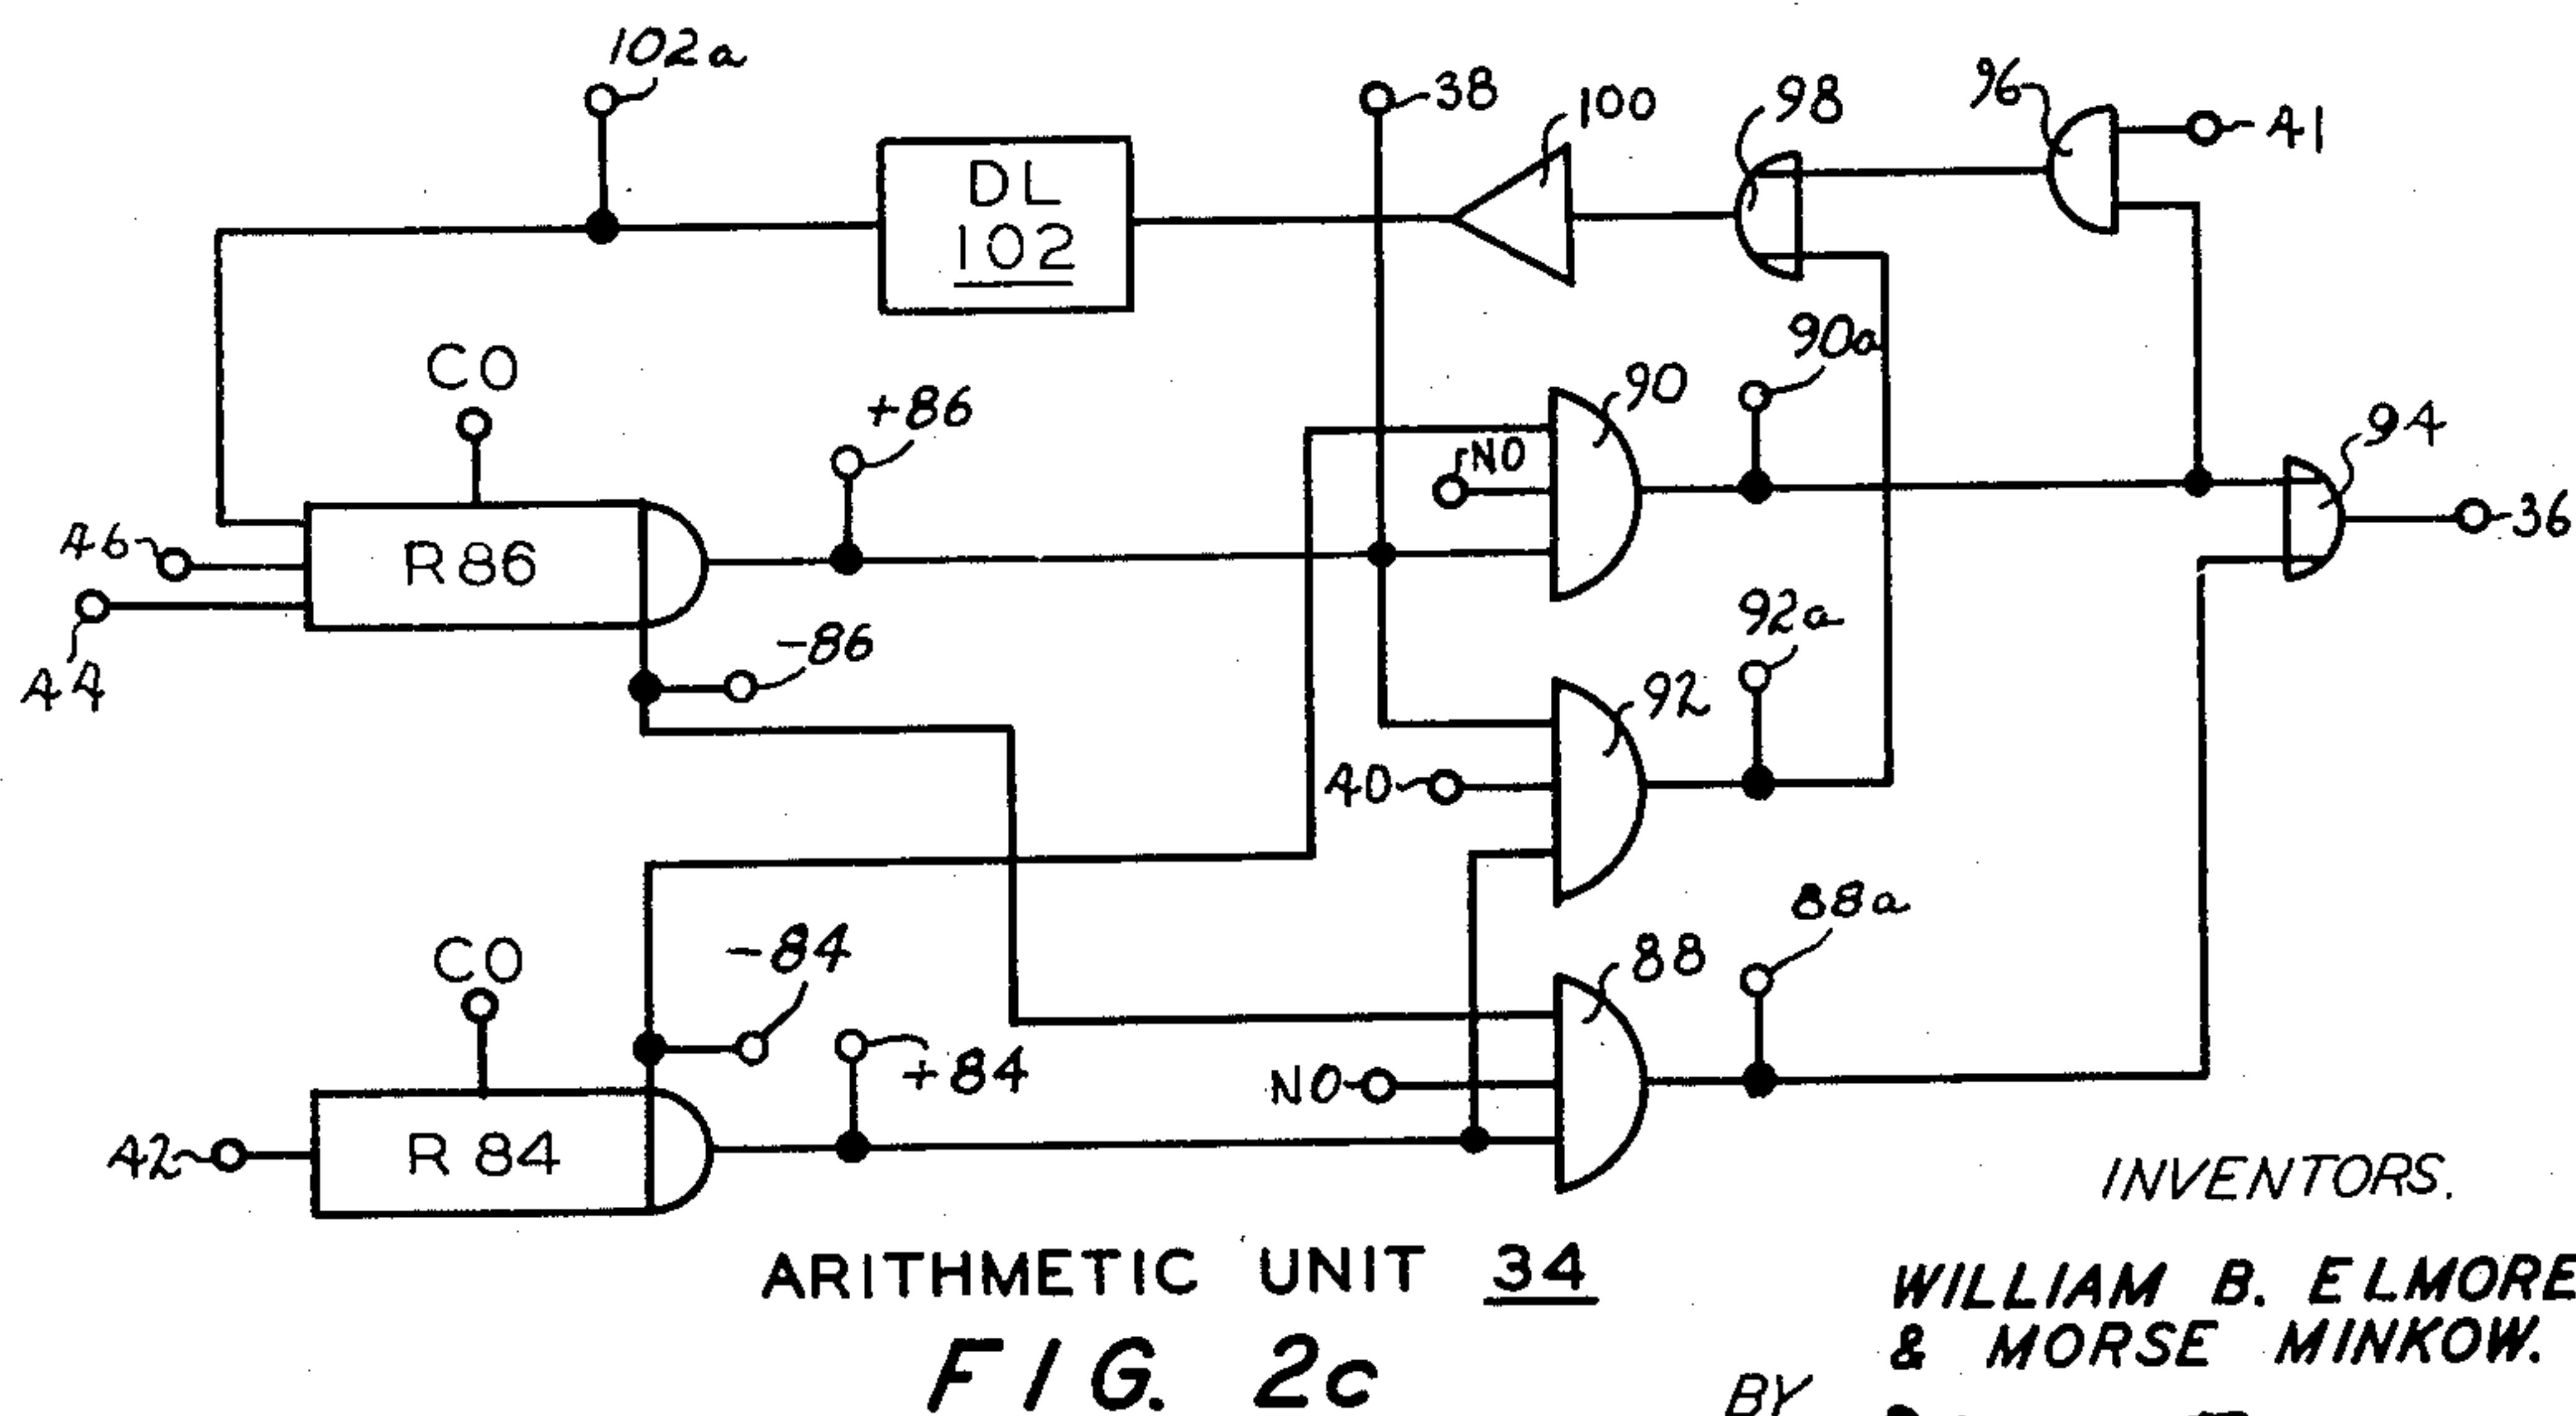 102a
38
100
98
96
41
DL
102
90a
CO
+86
90
NO
94
46
R86
36
-86
92a
44
92
40
88a
CO
-84
88
+84
NO
42
R 84
INVENTORS.
ARITHMETIC UNIT 34
WILLIAM B. ELMORE
& MORSE MINKOW.
FIG. 2c
BY